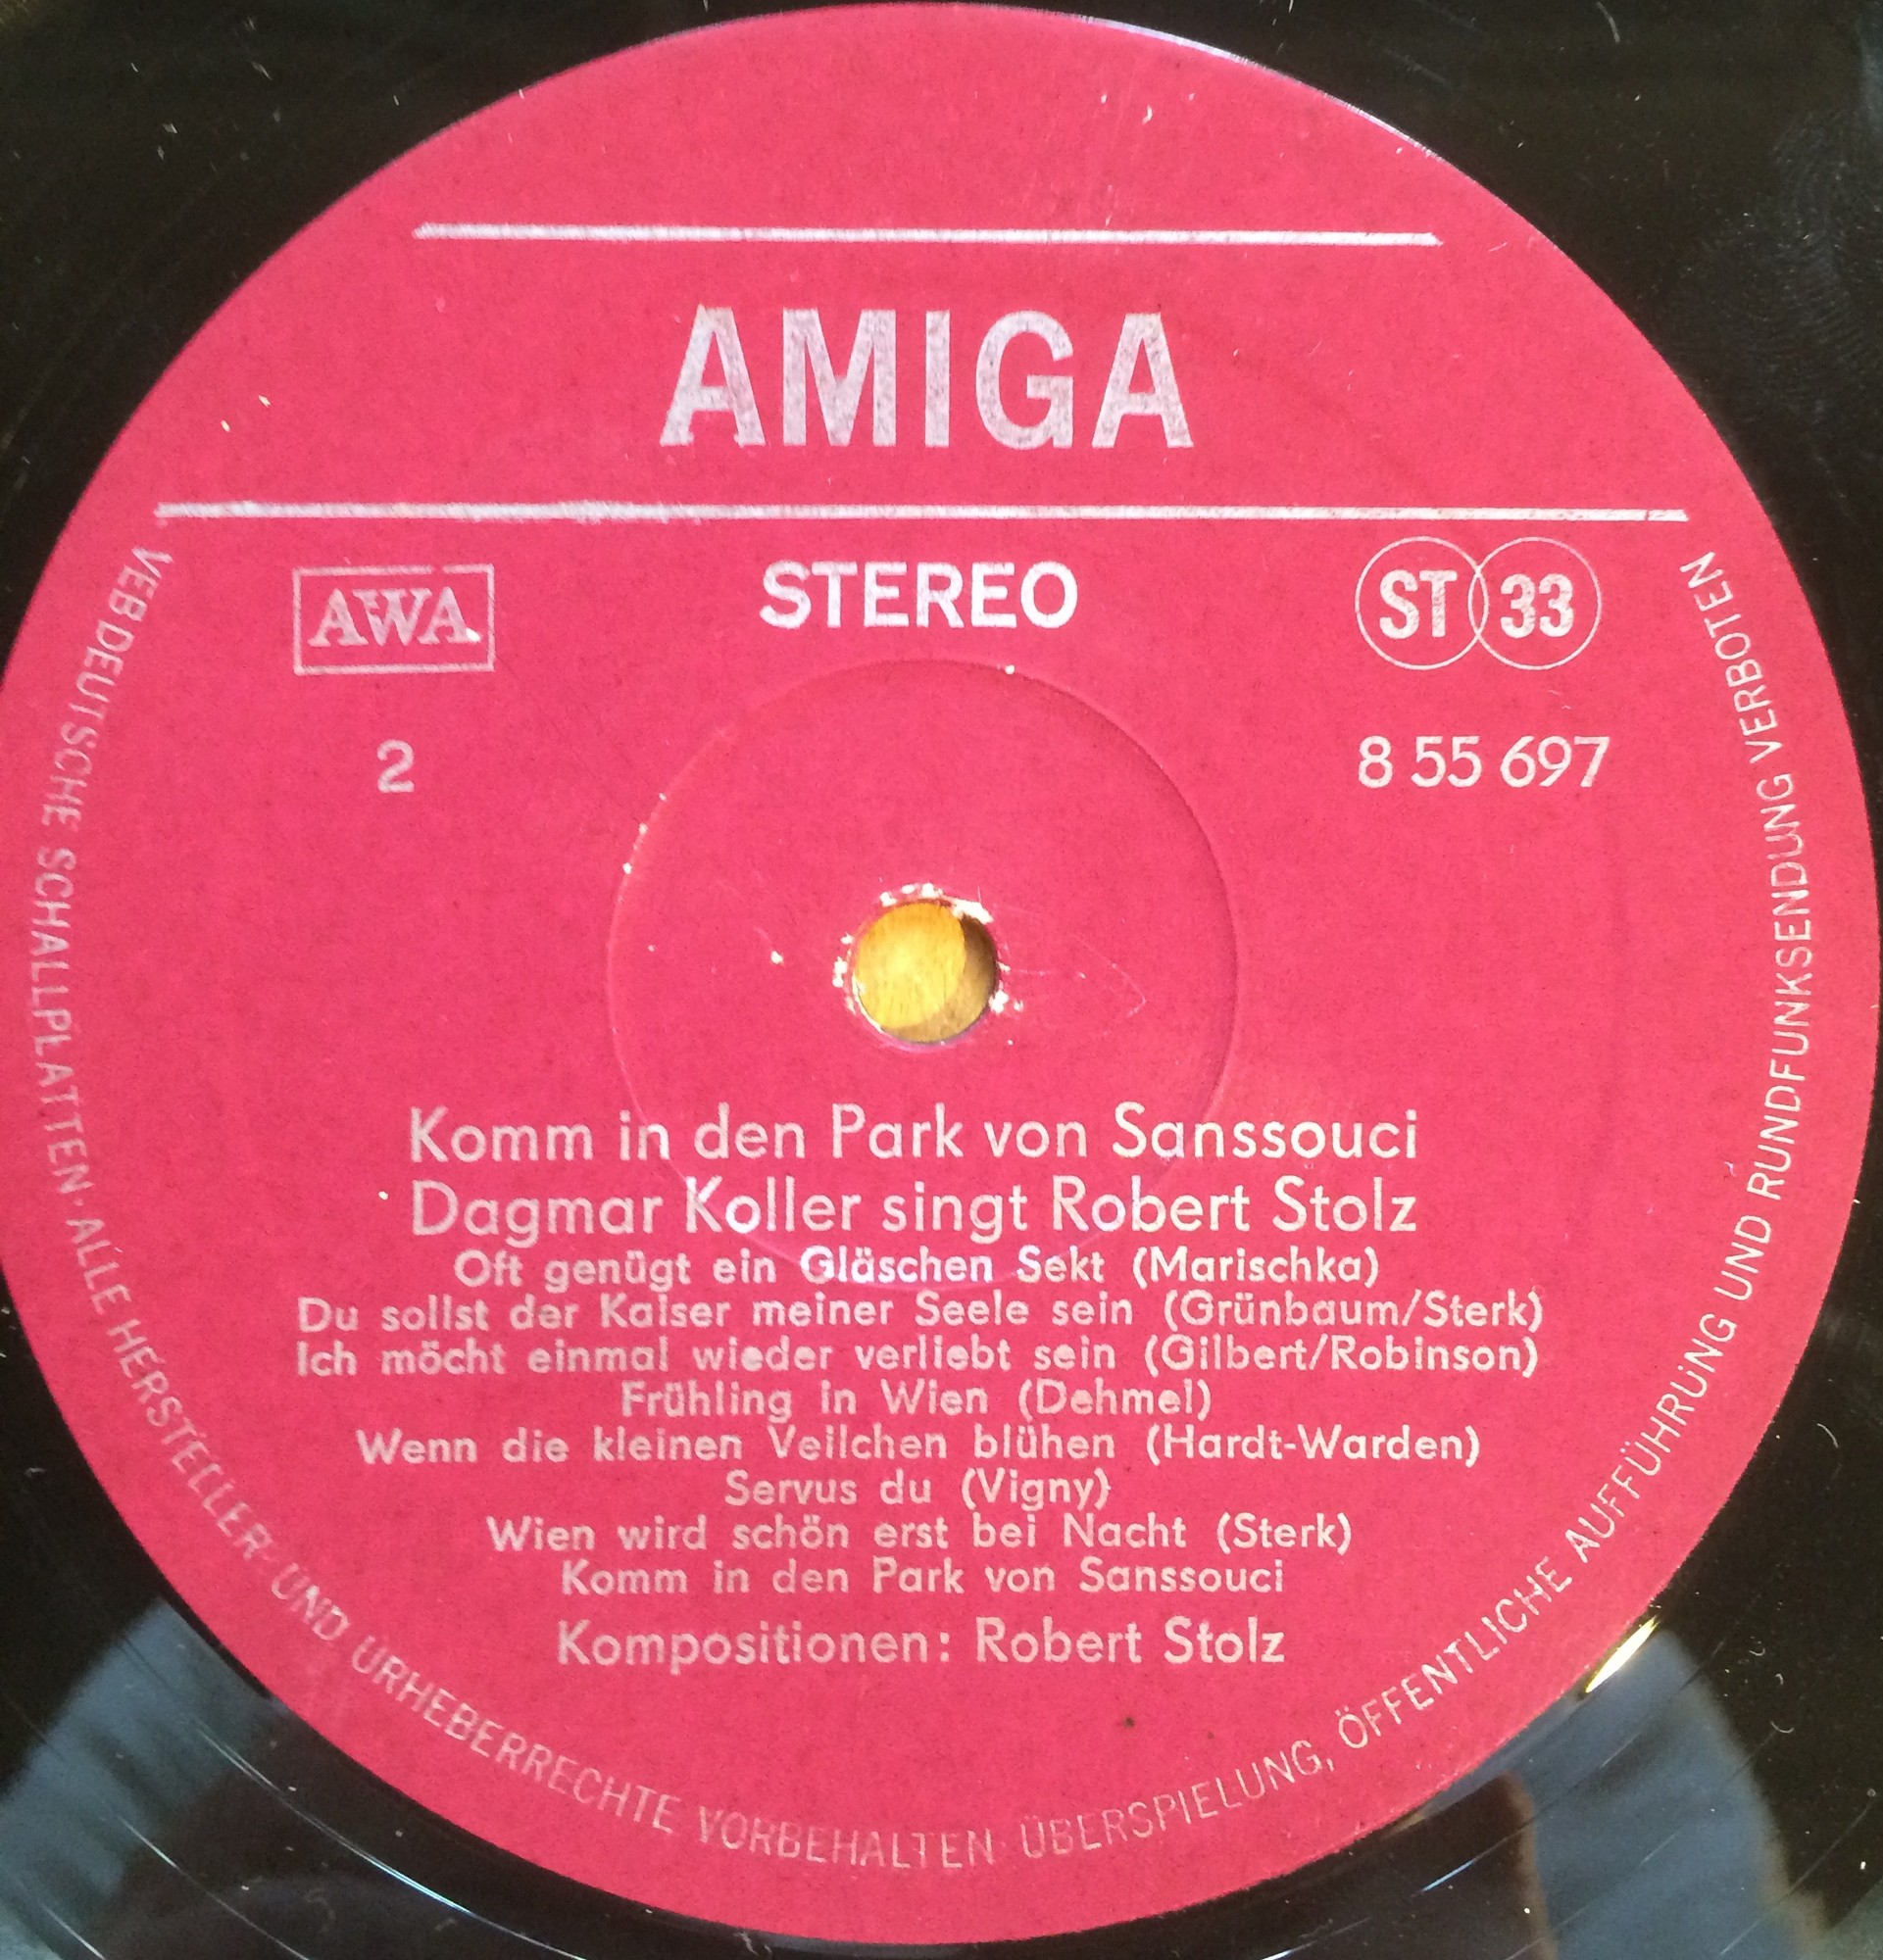 AMIGA
AWA
STEREO
ST 33
2
8 55 697
Komm in den Park von Sanssouci
Dagmar Koller singt Robert Stolz
Oft genügt ein Gläschen Sekt (Marischka)
Du sollst der Kaiser meiner Seele sein (Grünbaum/Sterk)
Ich möcht einmal wieder verliebt sein (Gilbert/Robinson)
Frühling in Wien (Dehmel)
Wenn die kleinen Veilchen blühen (Hardt-Warden)
Servus du (Vigny)
Wien wird schön erst bei Nacht (Sterk)
Komm in den Park von Sanssouci
Kompositionen: Robert Stolz
VEB DEUTSCHE SCHALLPLATTEN · ALLE HERSTELLER- UND URHEBERRECHTE VORBEHALTEN · ÜBERSPIELUNG, ÖFFENTLICHE AUFFÜHRUNG UND RUNDFUNKSENDUNG VERBOTEN